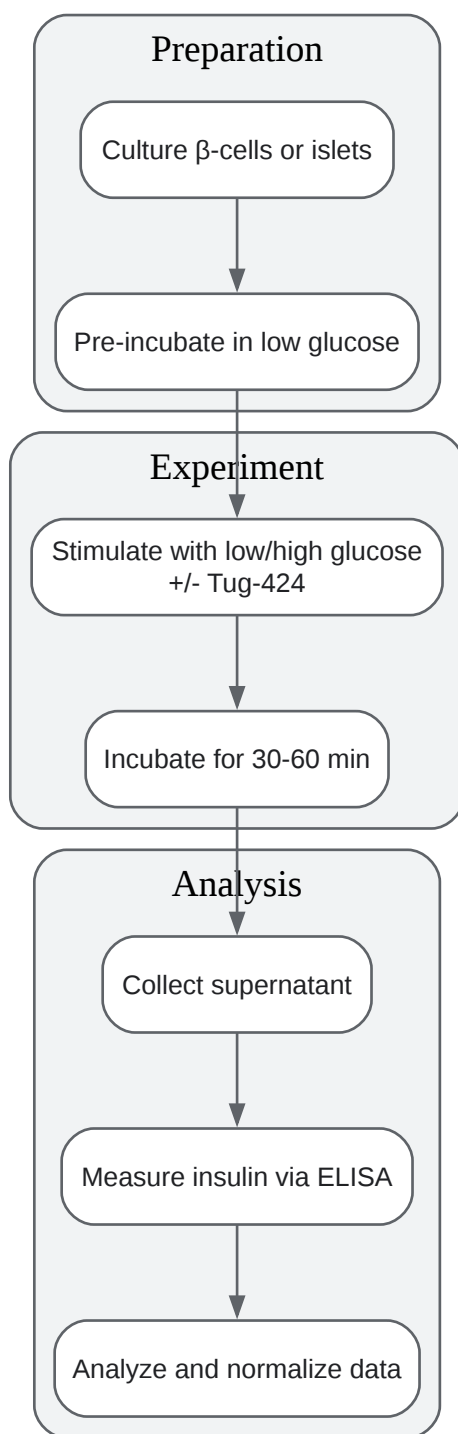 Preparation
Culture β-cells or islets
Pre-incubate in low glucose
Experiment
Stimulate with low/high glucose
+/- Tug-424
Incubate for 30-60 min
Analysis
Collect supernatant
Measure insulin via ELISA
Analyze and normalize data